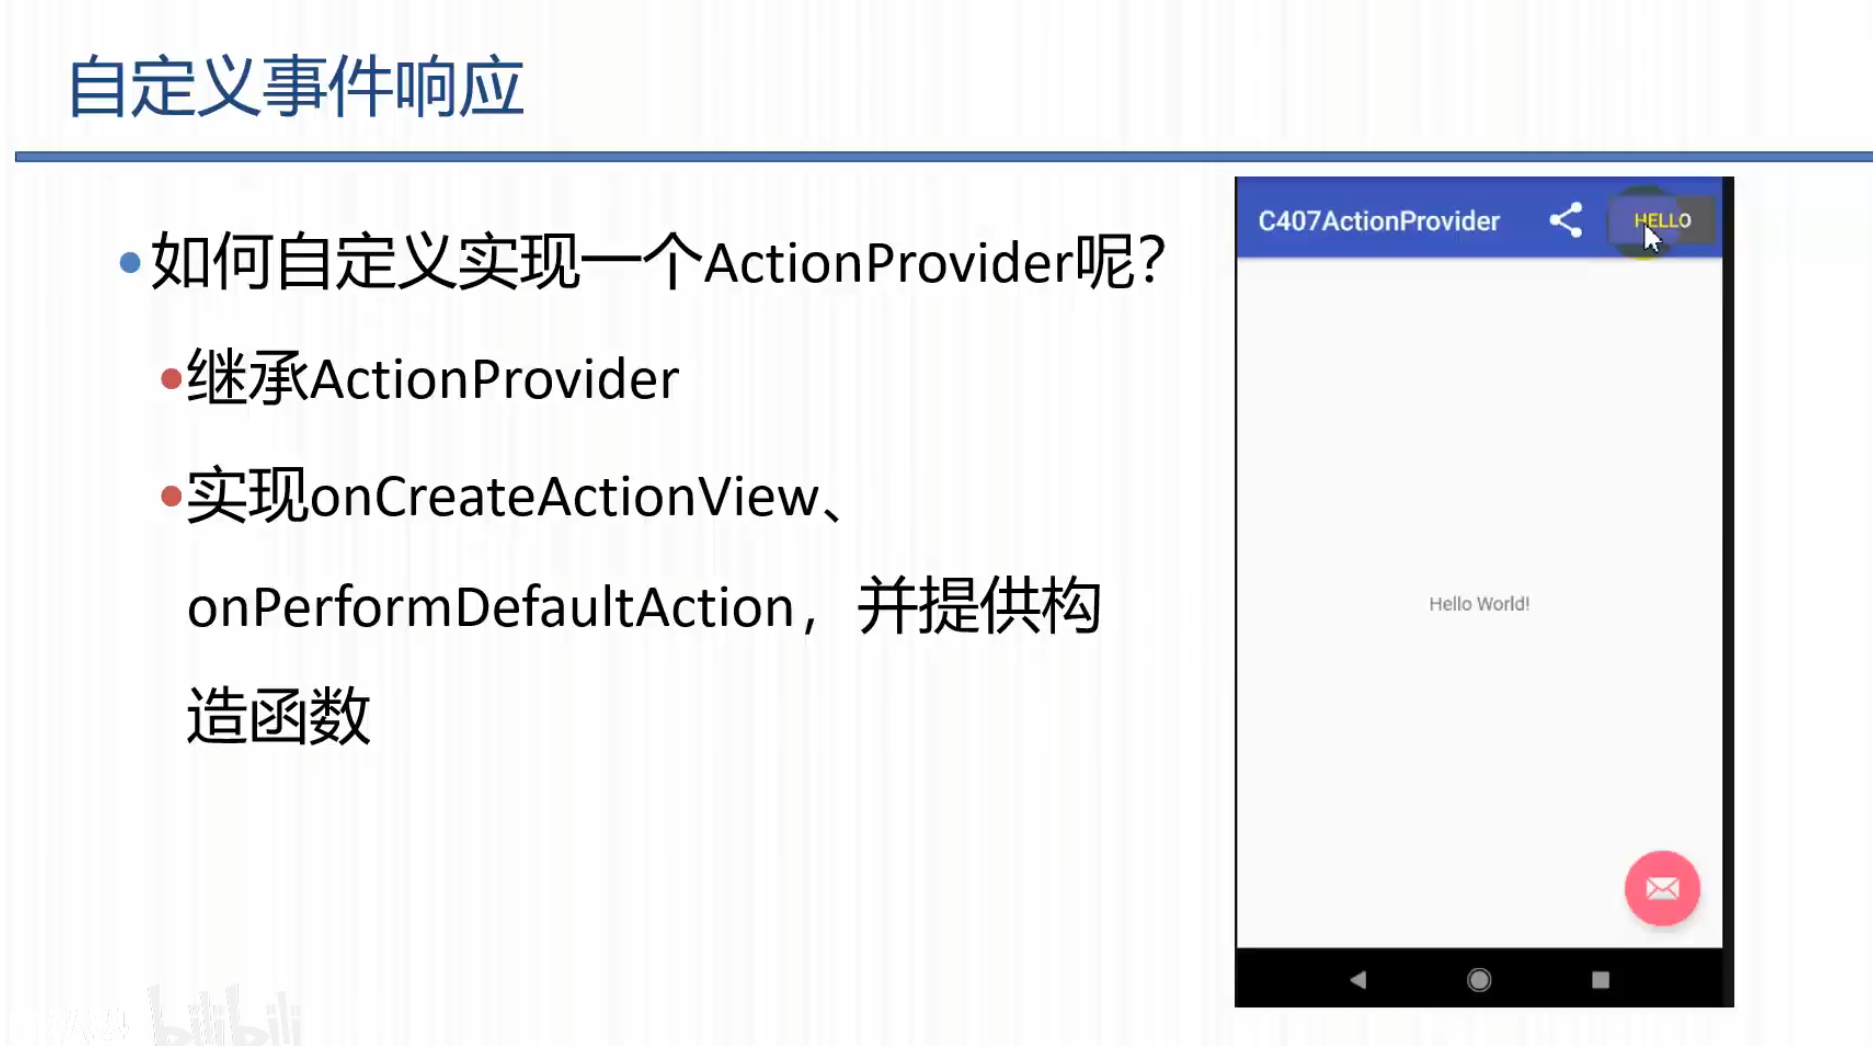 自定义事件响应
如何自定义实现一个ActionProvider呢?
继承ActionProvider
实现onCreateActionView、
onPerformDefaultAction，并提供构
造函数
C407ActionProvider
HELLO
Hello World!
bilibili